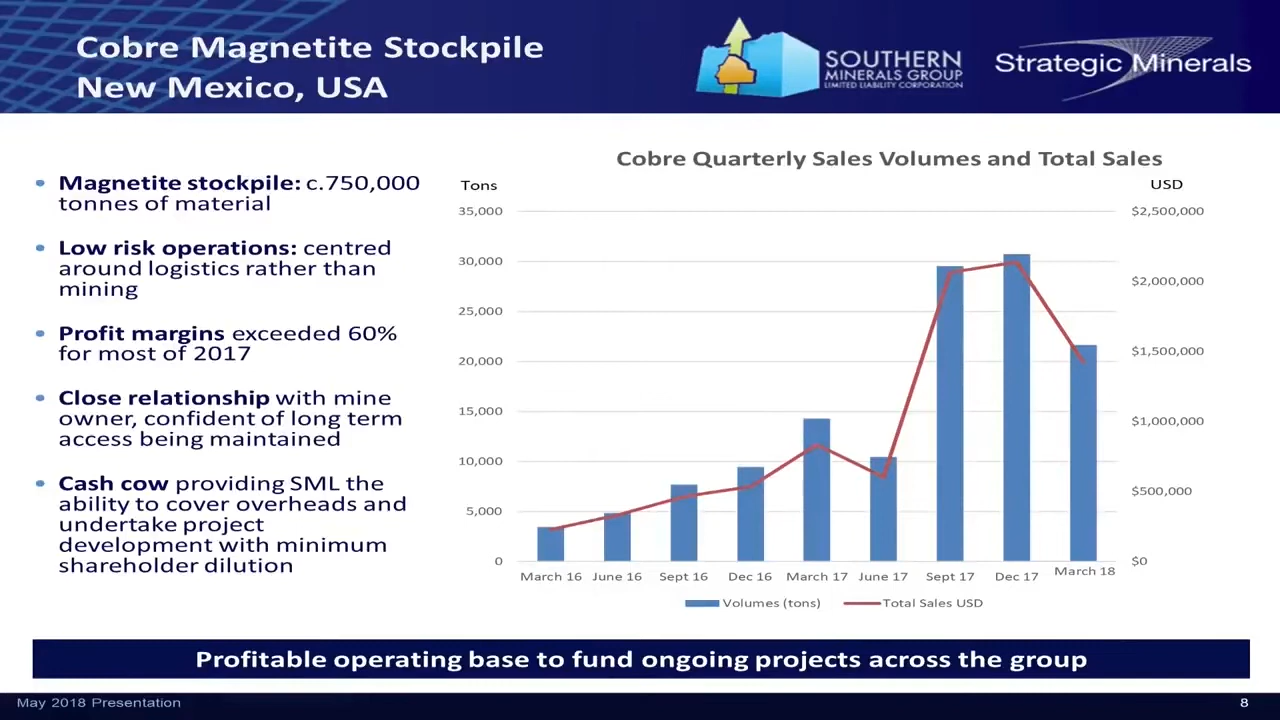 Cobre Magnetite Stockpile
New Mexico, USA
SOUTHERN
MINERALS GROUP
LIMITED LIABILITY CORPORATION
Strategic Minerals
• Magnetite stockpile: c.750,000
tonnes of material
• Low risk operations: centred
around logistics rather than
mining
• Profit margins exceeded 60%
for most of 2017
• Close relationship with mine
owner, confident of long term
access being maintained
• Cash cow providing SML the
ability to cover overheads and
undertake project
development with minimum
shareholder dilution
Cobre Quarterly Sales Volumes and Total Sales
Tons
USD
35,000
30,000
25,000
20,000
15,000
10,000
5,000
0
$2,500,000
$2,000,000
$1,500,000
$1,000,000
$500,000
$0
March 16 June 16 Sept 16 Dec 16 March 17 June 17 Sept 17 Dec 17 March 18
Volumes (tons) Total Sales USD
Profitable operating base to fund ongoing projects across the group
May 2018 Presentation
8